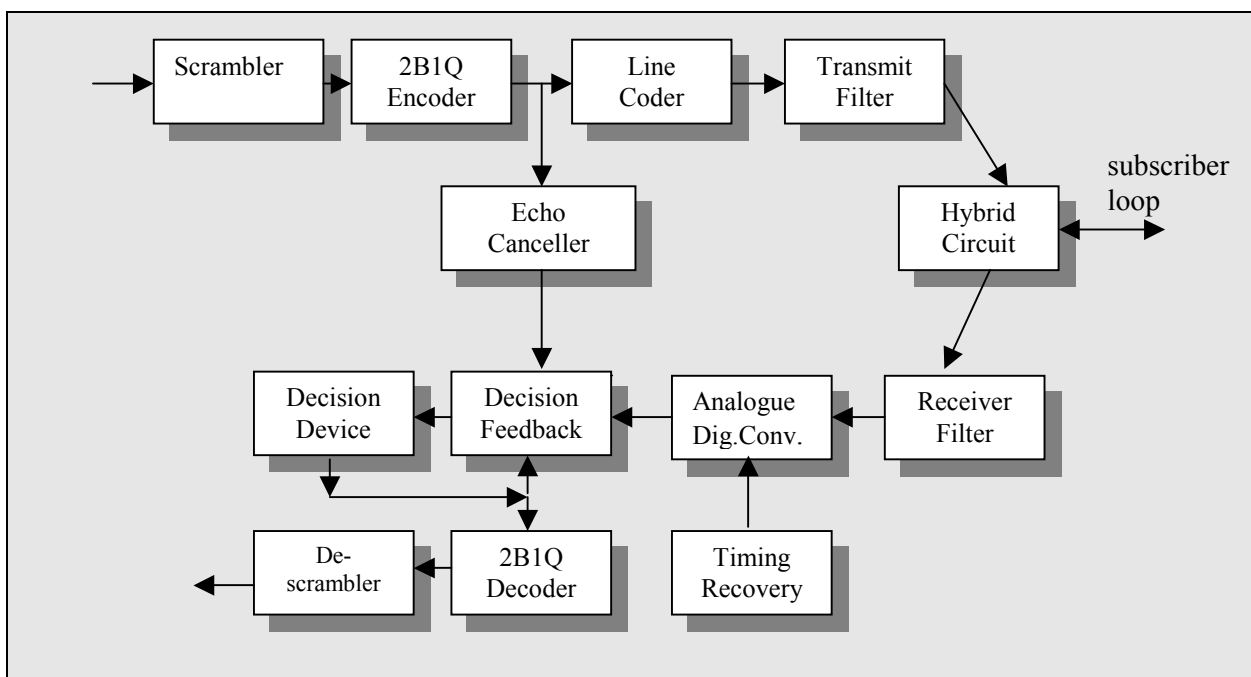 Scrambler
2B1Q
Encoder
Line
Coder
Transmit
Filter
subscriber
loop
Echo
Canceller
Hybrid
Circuit
Decision
Device
Decision
Feedback
Analogue
Dig.Conv.
Receiver
Filter
De-
scrambler
2B1Q
Decoder
Timing
Recovery